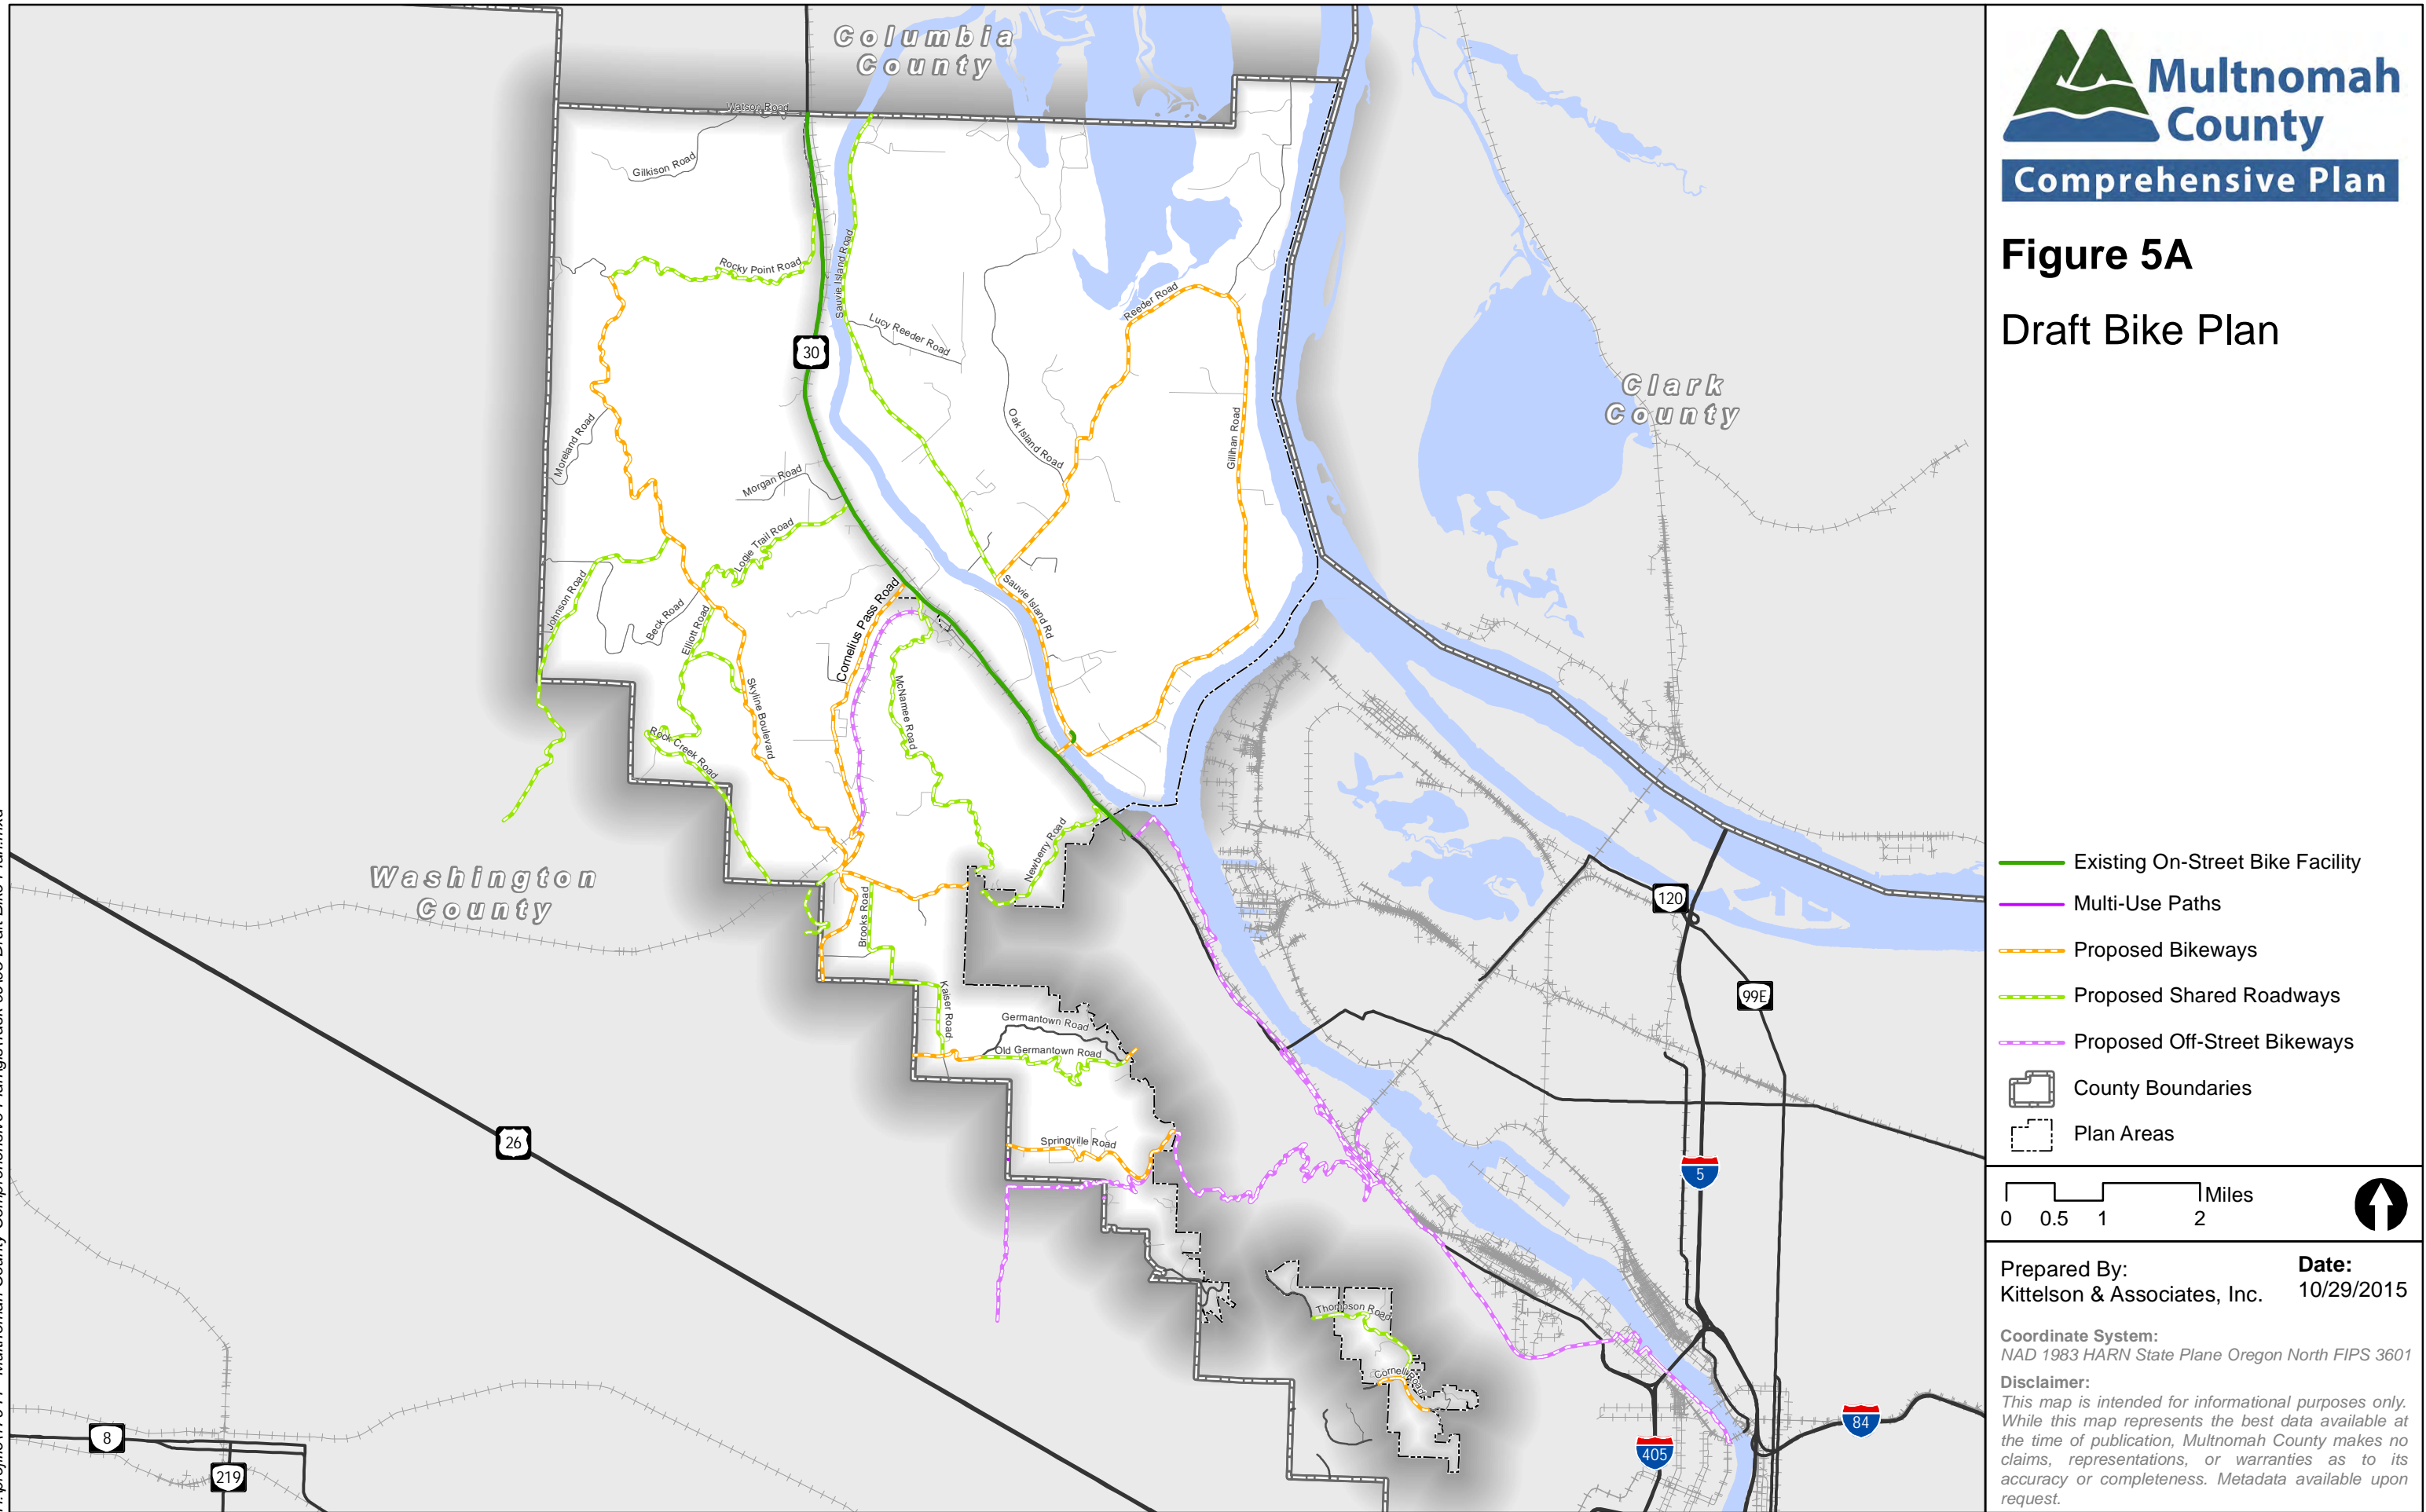 Columbia
County
Watson Road
Gilkison Road
Rocky Point Road
Sauvie Island Road
Reeder Road
Lucy Reeder Road
30
Clark
County
Moreland Road
Oak Island Road
Gillihan Road
Morgan Road
Logie Trail Road
Johnson Road
Beck Road
Elliott Road
Cornelius Pass Road
Sauvie Island Rd
Skyline Boulevard
McNamee Road
Rock Creek Road
Newberry Road
Washington
County
Brooks Road
120
99E
Kaiser Road
Germantown Road
Old Germantown Road
26
Springville Road
5
Thompson Road
Cornell Road
8
219
405
84
Multnomah
County
Comprehensive Plan
Figure 5A
Draft Bike Plan
Existing On-Street Bike Facility
Multi-Use Paths
Proposed Bikeways
Proposed Shared Roadways
Proposed Off-Street Bikeways
County Boundaries
Plan Areas
Miles
0 0.5 1 2
Prepared By:
Kittelson & Associates, Inc.
Date:
10/29/2015
Coordinate System:
NAD 1983 HARN State Plane Oregon North FIPS 3601
Disclaimer:
This map is intended for informational purposes only.
While this map represents the best data available at
the time of publication, Multnomah County makes no
claims, representations, or warranties as to its
accuracy or completeness. Metadata available upon
request.